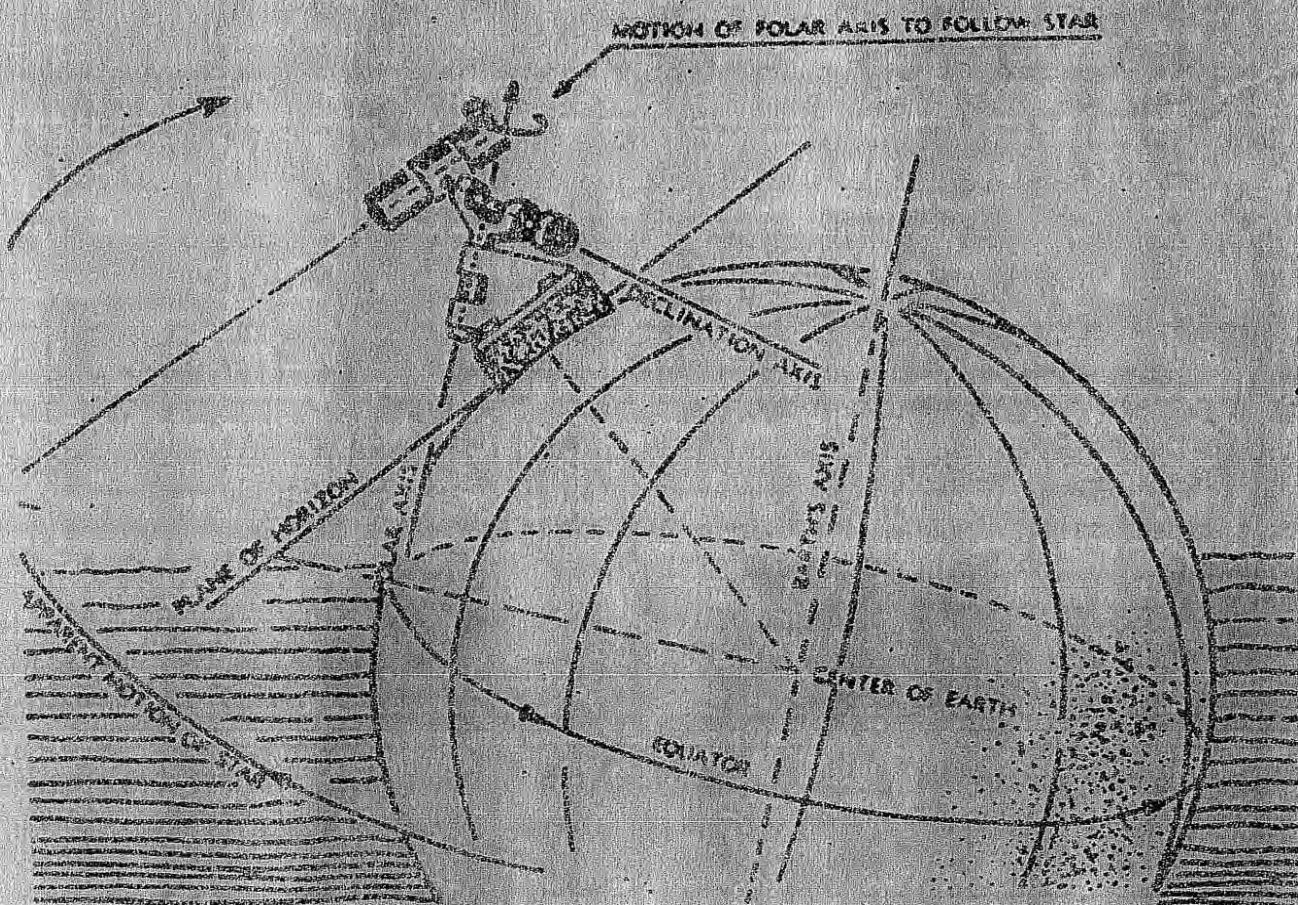 MOTION OF POLAR AXIS TO FOLLOW STAR
DECLINATION AXIS
EARTH'S AXIS
PLANE OF HORIZON
POLAR AXIS
CENTER OF EARTH
APPARENT MOTION OF STAR
EQUATOR